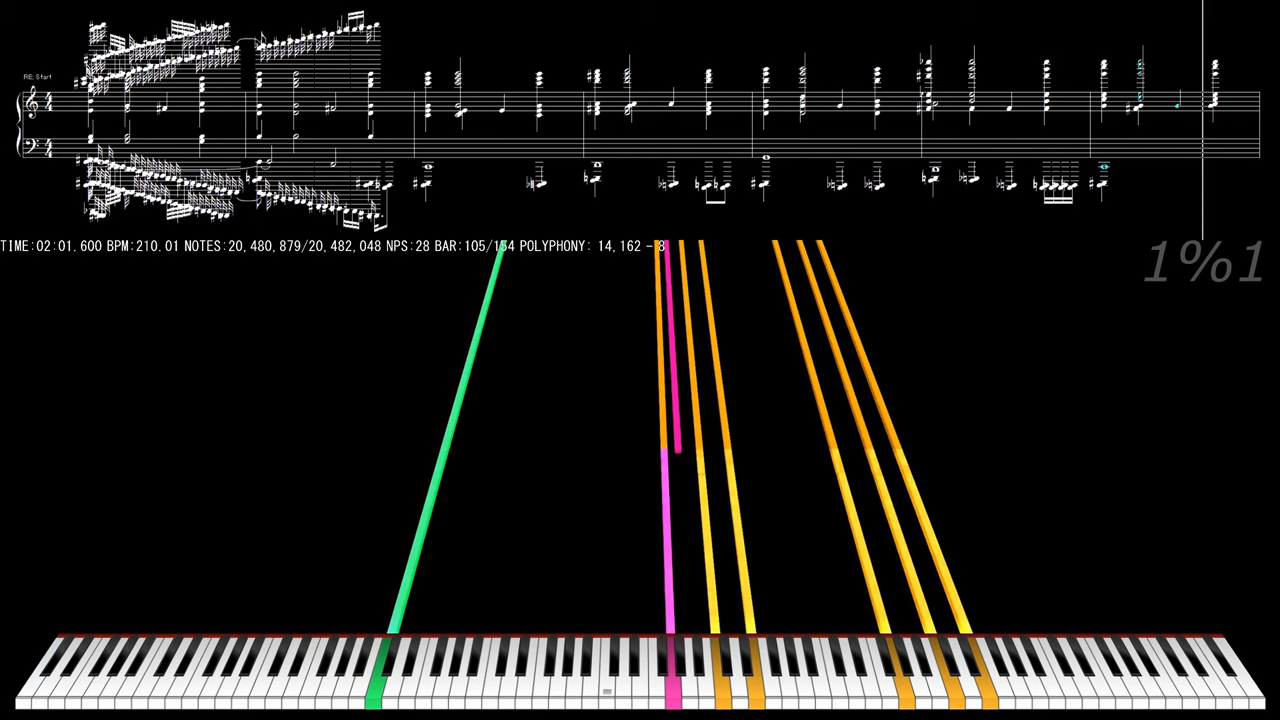 RE: Start
TIME:02:01.600 BPM:210.01 NOTES:20,480,879/20,482,048 NPS:28 BAR:105/154 POLYPHONY: 14,162 - 8
1%1